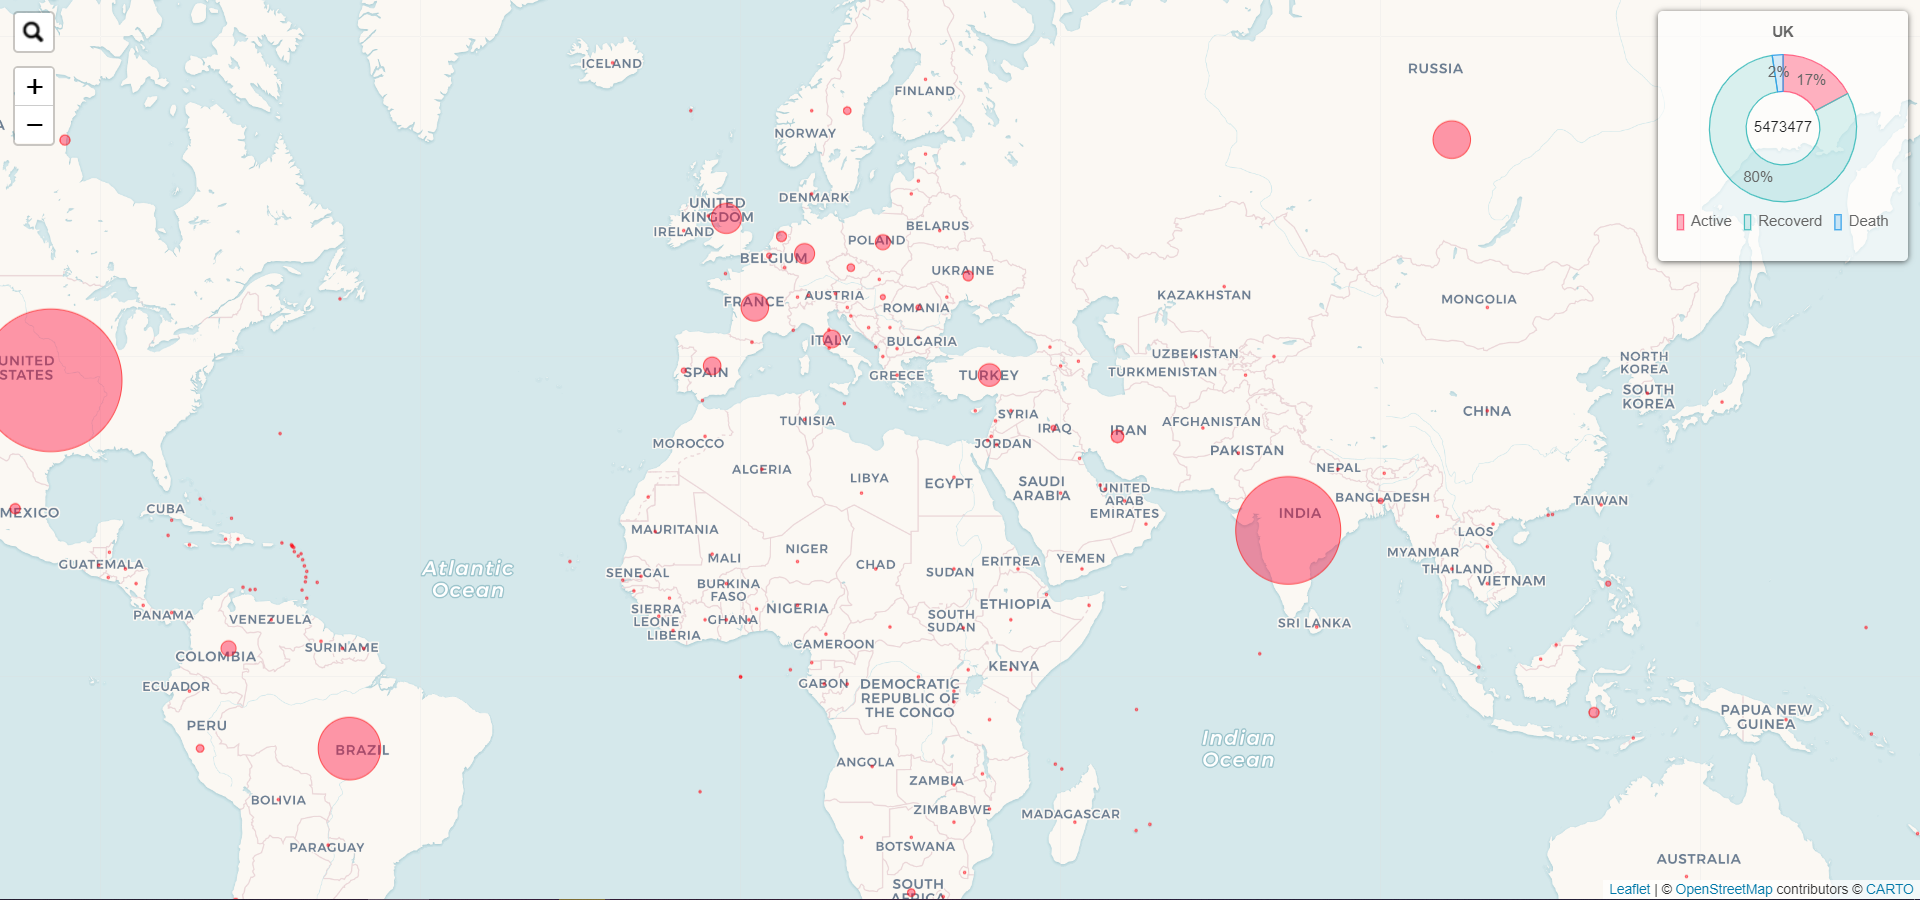 +
−
UK
2%
17%
5473477
80%
Active
Recoverd
Death
ICELAND
FINLAND
NORWAY
RUSSIA
UNITED
KINGDOM
IRELAND
DENMARK
BELARUS
POLAND
BELGIUM
UKRAINE
FRANCE
AUSTRIA
ROMANIA
KAZAKHSTAN
MONGOLIA
ITALY
BULGARIA
UNITED
STATES
SPAIN
GREECE
TURKEY
UZBEKISTAN
TURKMENISTAN
NORTH
KOREA
SOUTH
KOREA
CHINA
TUNISIA
SYRIA
IRAQ
IRAN
AFGHANISTAN
MOROCCO
JORDAN
PAKISTAN
ALGERIA
LIBYA
EGYPT
SAUDI
ARABIA
UNITED
ARAB
EMIRATES
NEPAL
BANGLADESH
TAIWAN
INDIA
MEXICO
CUBA
MAURITANIA
LAOS
MYANMAR
GUATEMALA
Atlantic
Ocean
MALI
NIGER
CHAD
SUDAN
ERITREA
YEMEN
THAILAND
VIETNAM
SENEGAL
BURKINA
FASO
PANAMA
VENEZUELA
SIERRA
LEONE
LIBERIA
GHANA
NIGERIA
ETHIOPIA
SOUTH
SUDAN
SRI LANKA
COLOMBIA
SURINAME
CAMEROON
KENYA
ECUADOR
GABON
DEMOCRATIC
REPUBLIC OF
THE CONGO
PERU
BRAZIL
PAPUA NEW
GUINEA
Indian
Ocean
ANGOLA
ZAMBIA
BOLIVIA
ZIMBABWE
MADAGASCAR
PARAGUAY
BOTSWANA
AUSTRALIA
SOUTH
AFRICA
Leaflet | © OpenStreetMap contributors © CARTO